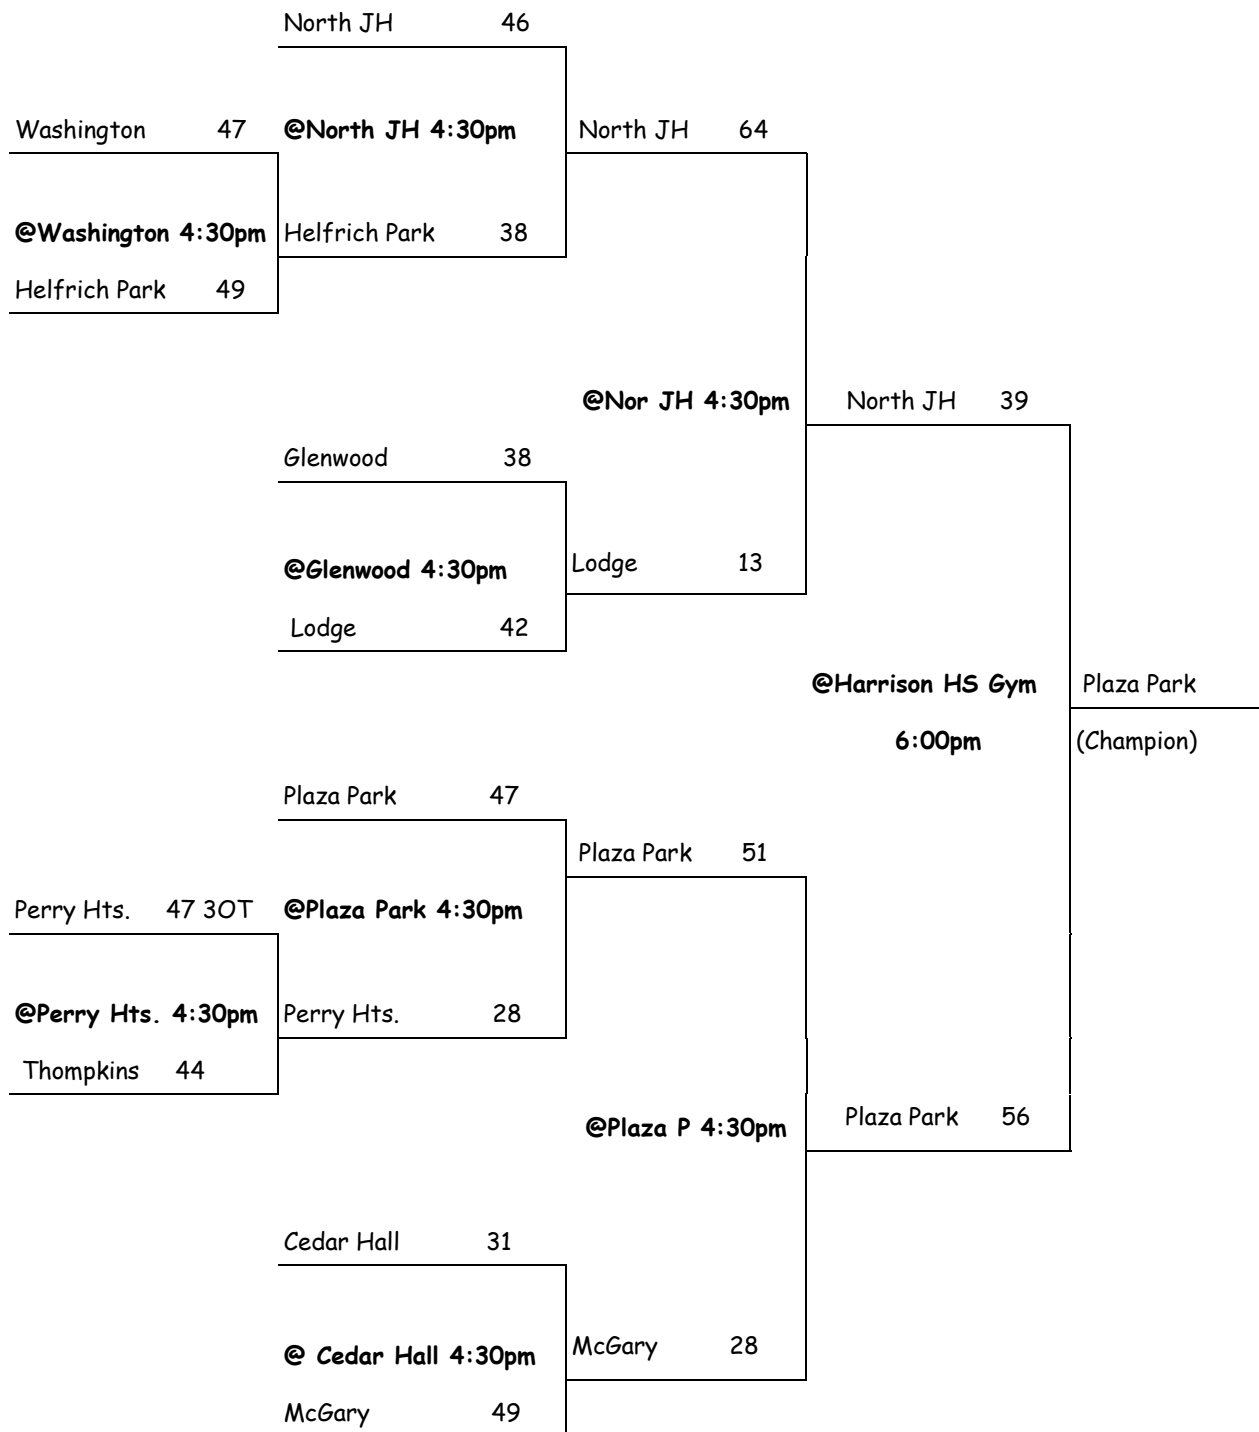 North JH 46
Washington 47 @North JH 4:30pm North JH 64
@Washington 4:30pm Helfrich Park 38
Helfrich Park 49
@Nor JH 4:30pm North JH 39
Glenwood 38
@Glenwood 4:30pm Lodge 13
Lodge 42
@Harrison HS Gym Plaza Park
6:00pm (Champion)
Plaza Park 47
Plaza Park 51
Perry Hts. 47 3OT @Plaza Park 4:30pm
@Perry Hts. 4:30pm Perry Hts. 28
Thompkins 44
@Plaza P 4:30pm Plaza Park 56
Cedar Hall 31
@ Cedar Hall 4:30pm McGary 28
McGary 49